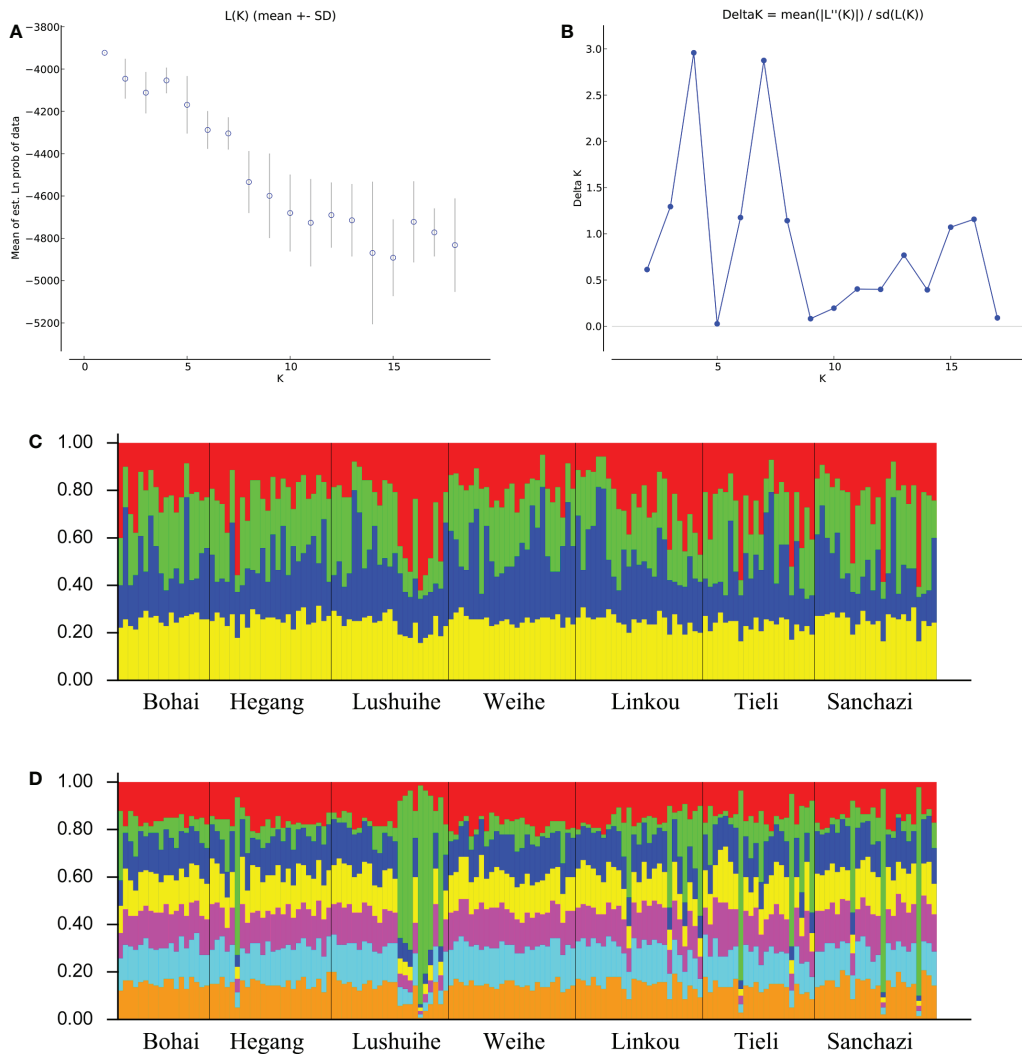 A
L(K) (mean +- SD)
Mean of est. Ln prob of data
−3800
−4000
−4200
−4400
−4600
−4800
−5000
−5200
0 5 10 15
K
B
DeltaK = mean(|L''(K)|) / sd(L(K))
Delta K
3.0
2.5
2.0
1.5
1.0
0.5
0.0
5 10 15
K
C
1.00
0.80
0.60
0.40
0.20
0.00
Bohai Hegang Lushuihe Weihe Linkou Tieli Sanchazi
D
1.00
0.80
0.60
0.40
0.20
0.00
Bohai Hegang Lushuihe Weihe Linkou Tieli Sanchazi